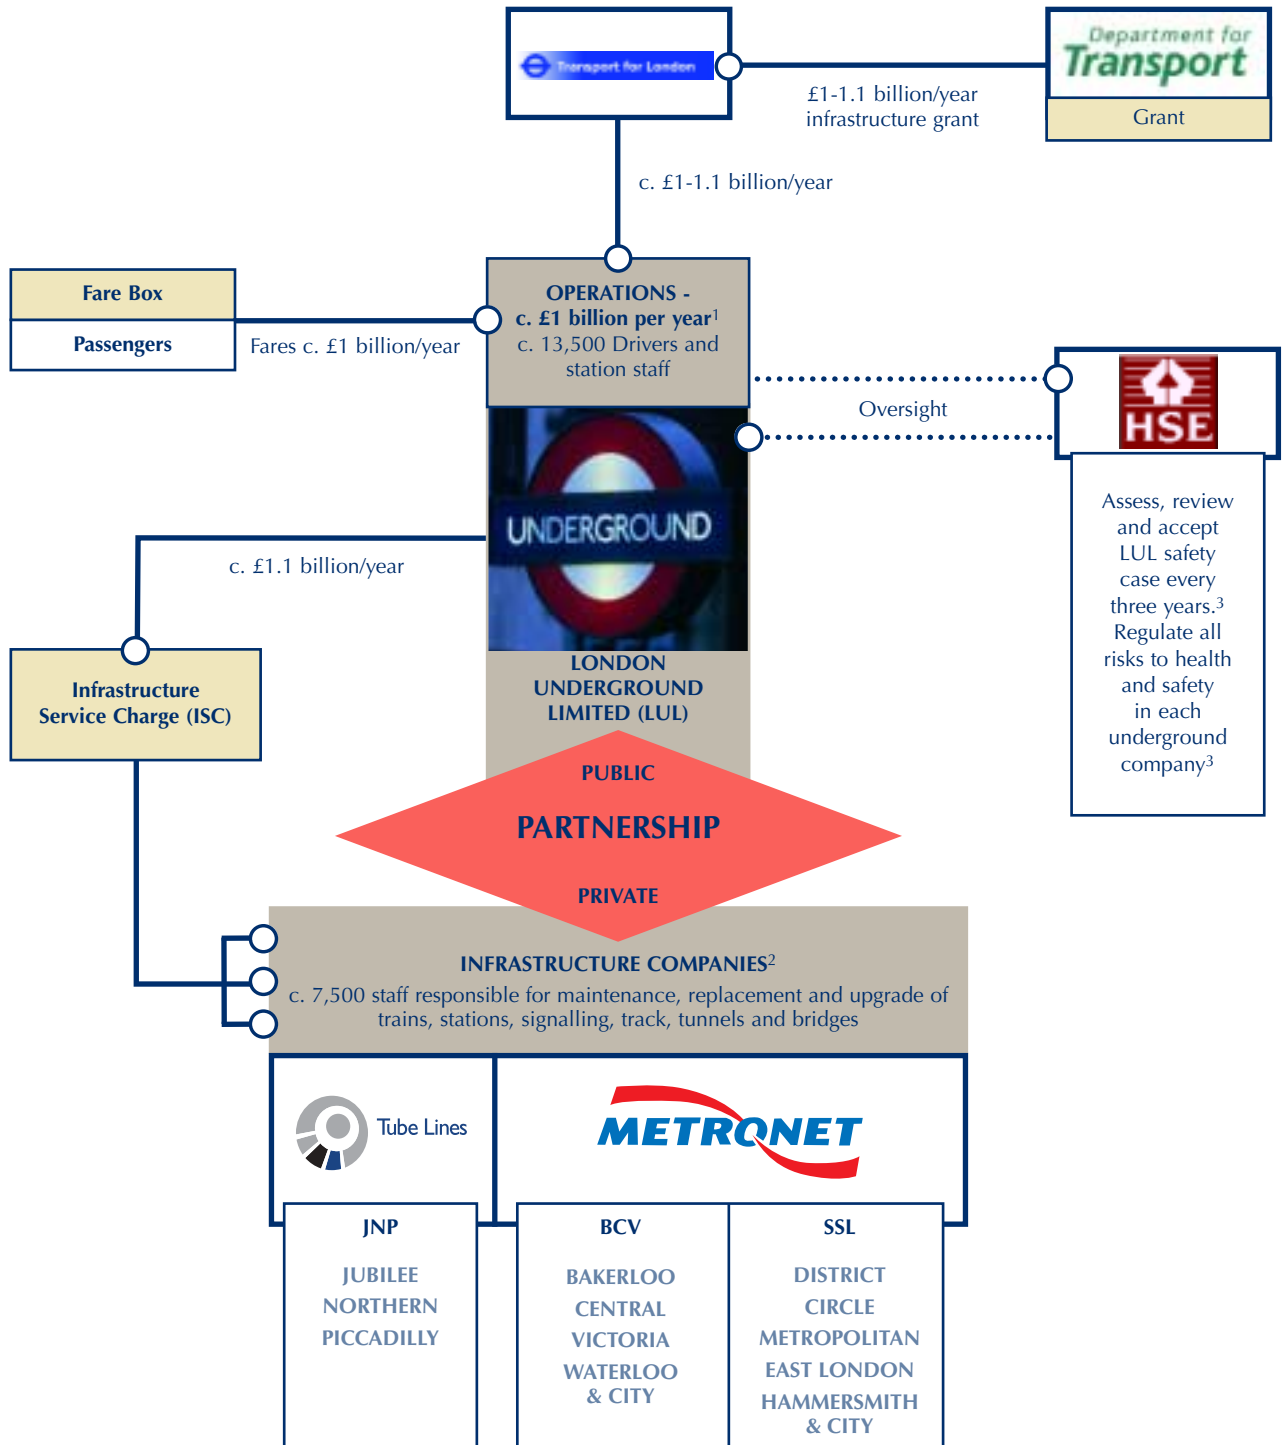 Transport for London
Department for
Transport
Grant
£1-1.1 billion/year
infrastructure grant
c. £1-1.1 billion/year
Fare Box
Passengers
Fares c. £1 billion/year
OPERATIONS -
c. £1 billion per year1
c. 13,500 Drivers and
station staff
Oversight
HSE
Assess, review
and accept
LUL safety
case every
three years.3
Regulate all
risks to health
and safety
in each
underground
company3
UNDERGROUND
c. £1.1 billion/year
LONDON
UNDERGROUND
LIMITED (LUL)
Infrastructure
Service Charge (ISC)
PUBLIC
PARTNERSHIP
PRIVATE
INFRASTRUCTURE COMPANIES2
c. 7,500 staff responsible for maintenance, replacement and upgrade of
trains, stations, signalling, track, tunnels and bridges
Tube Lines
METRONET
JNP
JUBILEE
NORTHERN
PICCADILLY
BCV
BAKERLOO
CENTRAL
VICTORIA
WATERLOO
& CITY
SSL
DISTRICT
CIRCLE
METROPOLITAN
EAST LONDON
HAMMERSMITH
& CITY